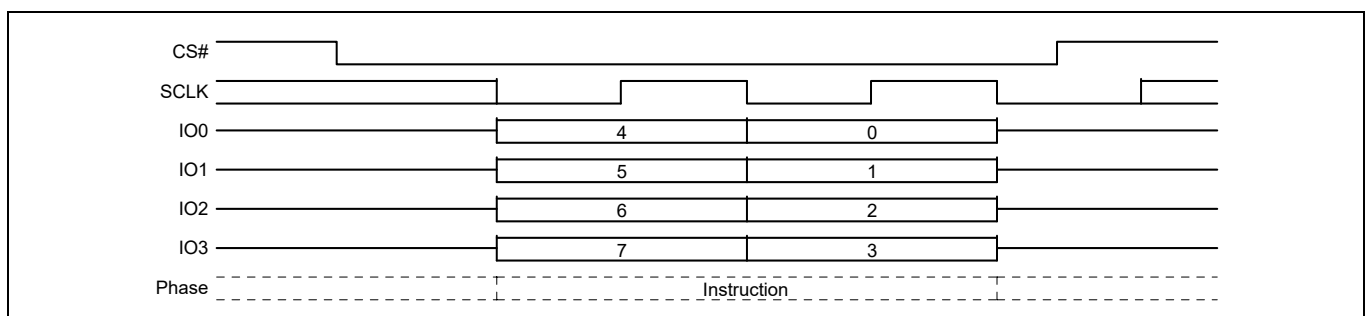 CS#
SCLK
IO0 4 0
IO1 5 1
IO2 6 2
IO3 7 3
Phase Instruction